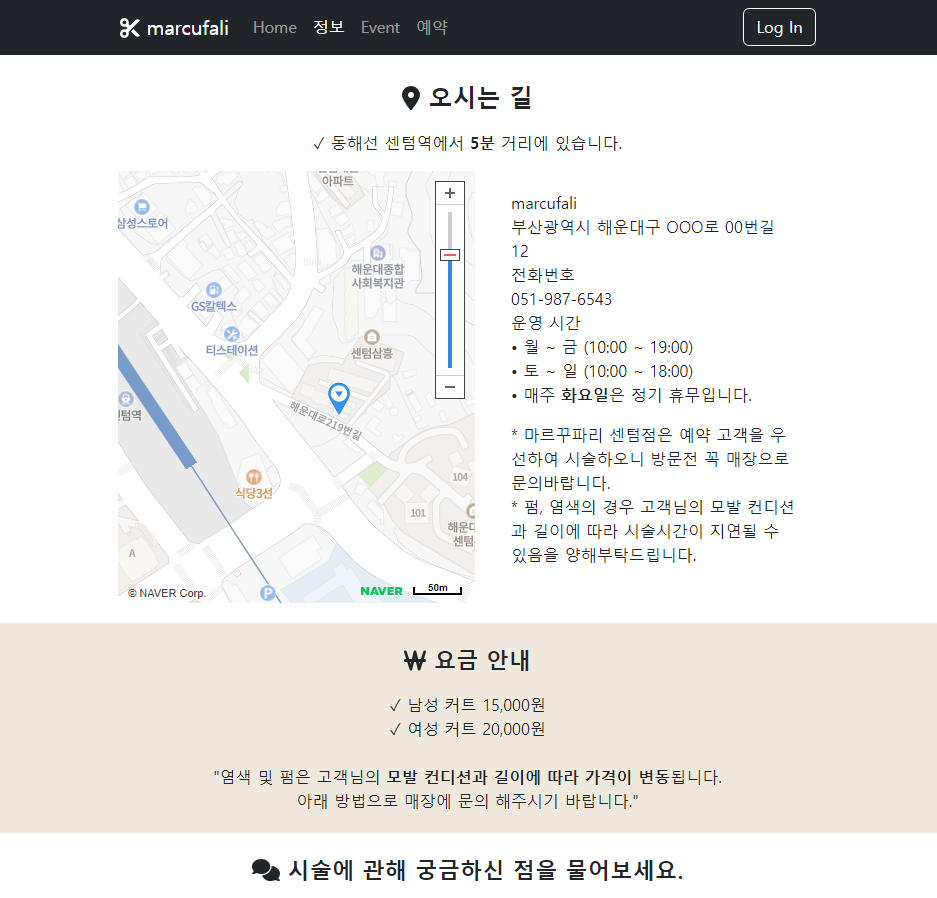 marcufali Home 정보 Event 예약 Log In
오시는 길
✓ 동해선 센텀역에서 5분 거리에 있습니다.
아파트
삼성스토어
해운대종합
사회복지관
GS칼텍스
티스테이션
센텀삼흥
해운대로219번길
텀역
식당3선
104
101
해운대
센텀
A
P
© NAVER Corp.
NAVER 50m
marcufali
부산광역시 해운대구 OOO로 00번길
12
전화번호
051-987-6543
운영 시간
• 월 ~ 금 (10:00 ~ 19:00)
• 토 ~ 일 (10:00 ~ 18:00)
• 매주 화요일은 정기 휴무입니다.
* 마르꾸파리 센텀점은 예약 고객을 우
선하여 시술하오니 방문전 꼭 매장으로
문의바랍니다.
* 펌, 염색의 경우 고객님의 모발 컨디션
과 길이에 따라 시술시간이 지연될 수
있음을 양해부탁드립니다.
₩ 요금 안내
✓ 남성 커트 15,000원
✓ 여성 커트 20,000원
"염색 및 펌은 고객님의 모발 컨디션과 길이에 따라 가격이 변동됩니다.
아래 방법으로 매장에 문의 해주시기 바랍니다."
시술에 관해 궁금하신 점을 물어보세요.